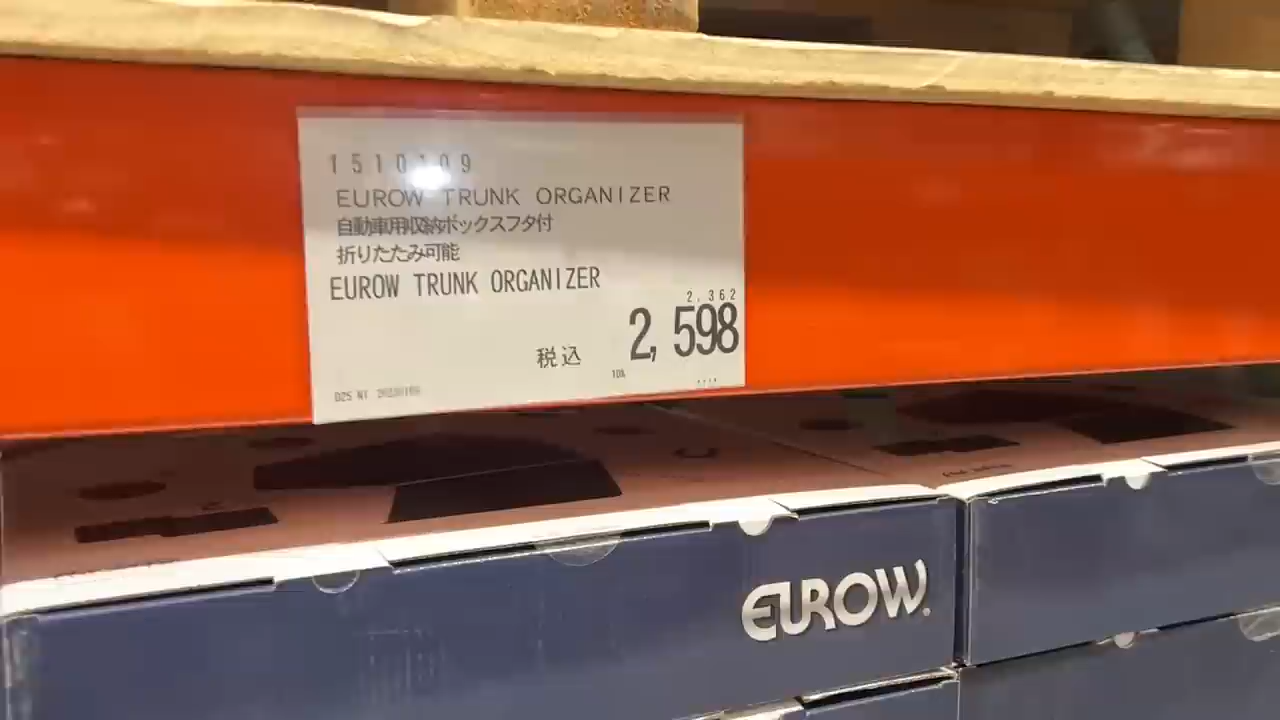 1510109
EUROW TRUNK ORGANIZER
自動車用収納ボックスフタ付
折りたたみ可能
EUROW TRUNK ORGANIZER
2,362
税込 2,598
10%
EUROW.